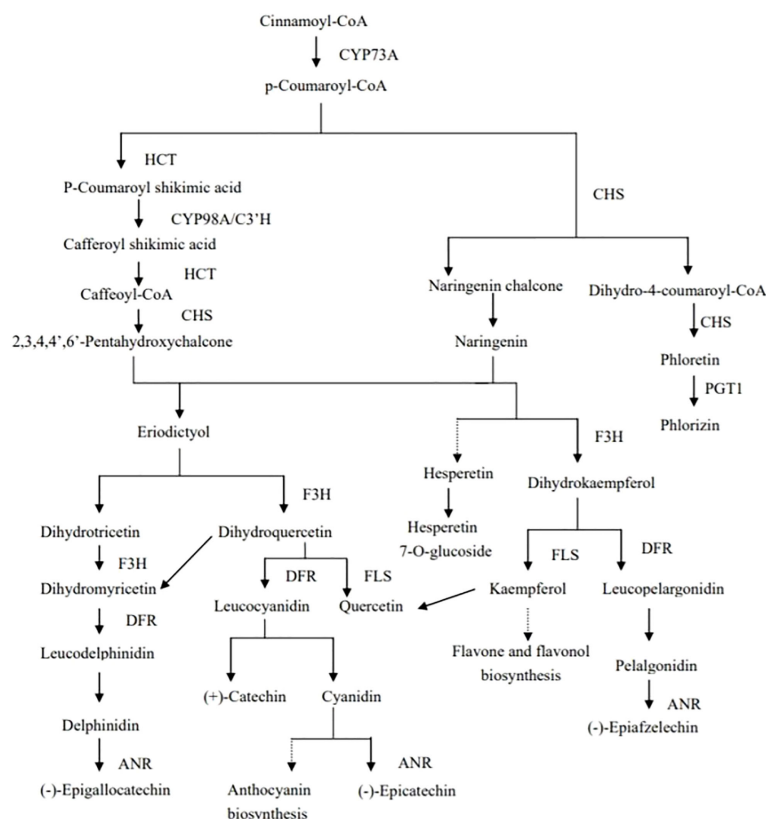 Cinnamoyl-CoA
CYP73A
p-Coumaroyl-CoA
HCT
P-Coumaroyl shikimic acid
CHS
CYP98A/C3'H
Cafferoyl shikimic acid
HCT
Caffeoyl-CoA
Naringenin chalcone
Dihydro-4-coumaroyl-CoA
CHS
CHS
2,3,4,4',6'-Pentahydroxychalcone
Naringenin
Phloretin
PGT1
Phlorizin
Eriodictyol
F3H
Hesperetin
Dihydrokaempferol
F3H
Dihydrotricetin
Dihydroquercetin
Hesperetin
7-O-glucoside
F3H
DFR
FLS
FLS
DFR
Dihydromyricetin
Leucocyanidin
Quercetin
Kaempferol
Leucopelargonidin
DFR
Leucodelphinidin
Flavone and flavonol
biosynthesis
Pelalgonidin
(+)-Catechin
Cyanidin
ANR
Delphinidin
(-)-Epiafzelechin
ANR
ANR
(-)-Epigallocatechin
Anthocyanin
biosynthesis
(-)-Epicatechin